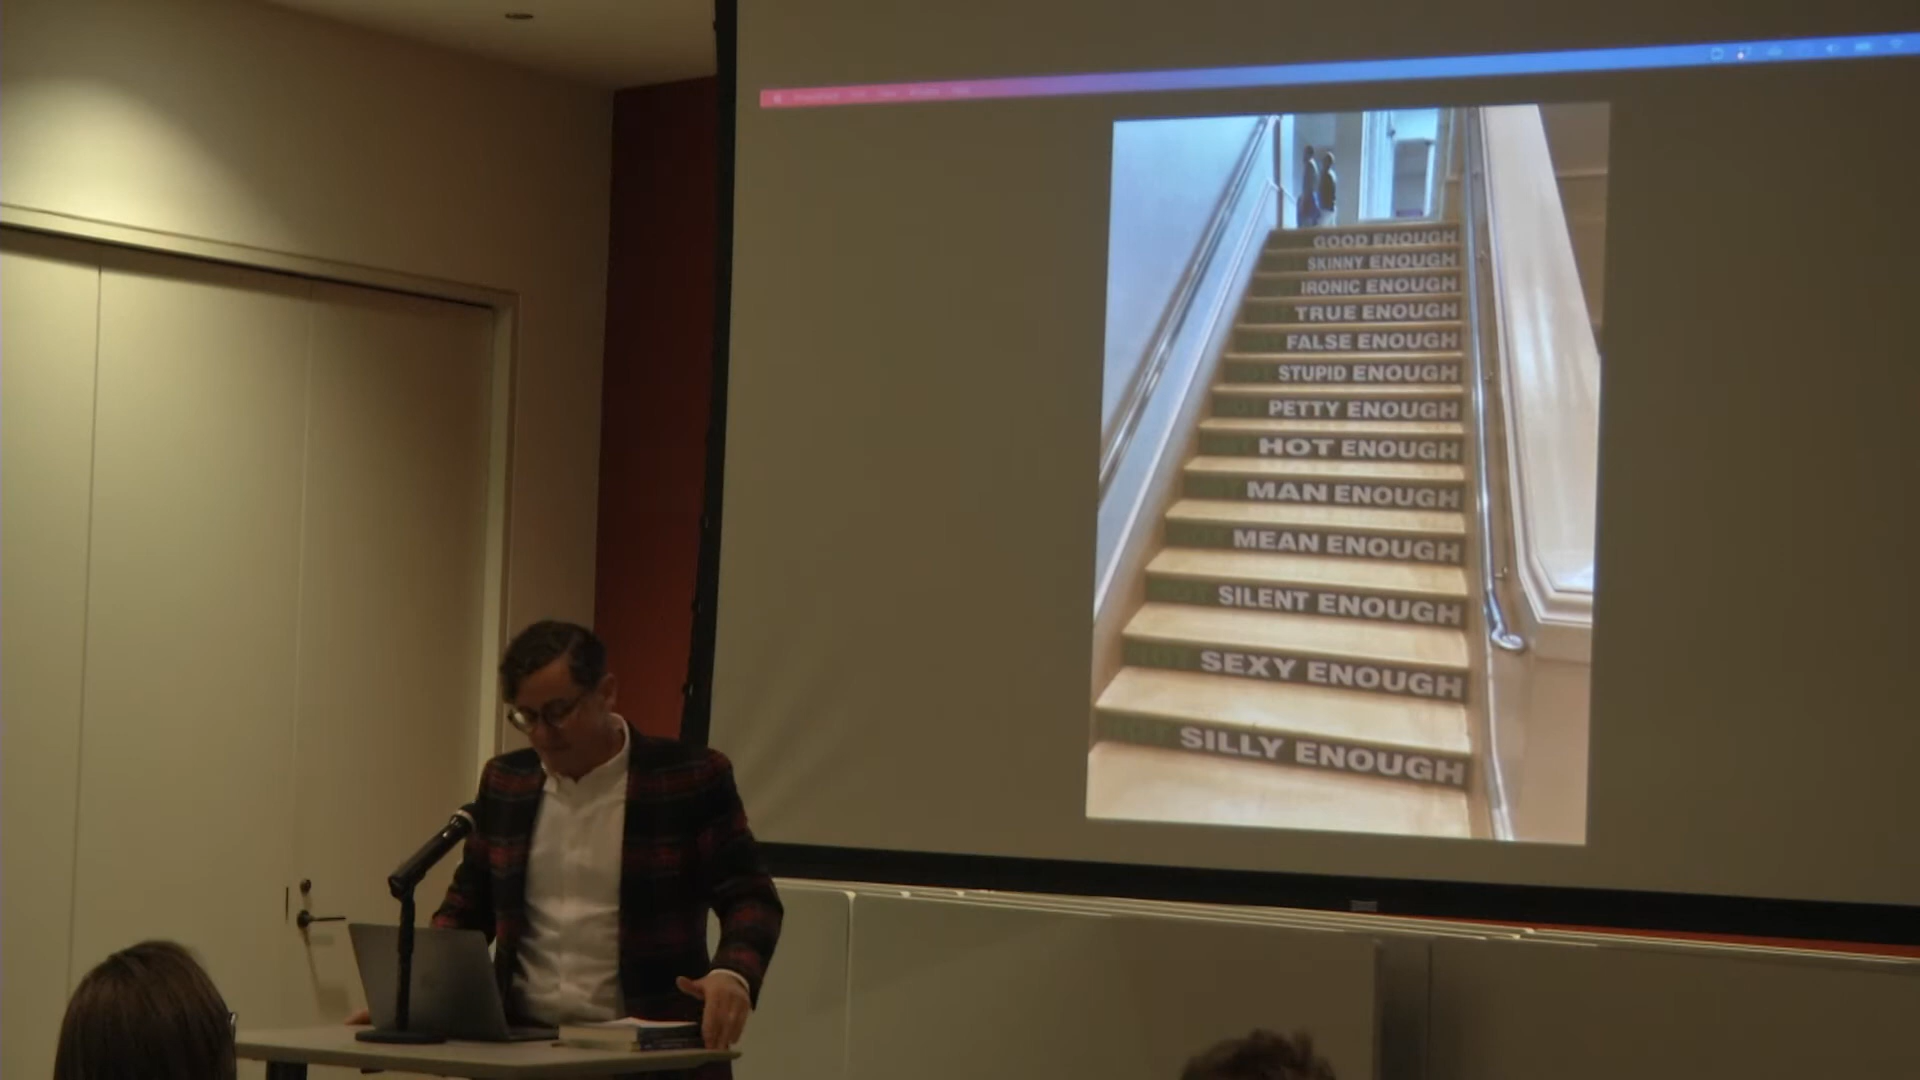 GOOD ENOUGH
SKINNY ENOUGH
IRONIC ENOUGH
TRUE ENOUGH
FALSE ENOUGH
STUPID ENOUGH
PETTY ENOUGH
HOT ENOUGH
MAN ENOUGH
MEAN ENOUGH
SILENT ENOUGH
SEXY ENOUGH
SILLY ENOUGH